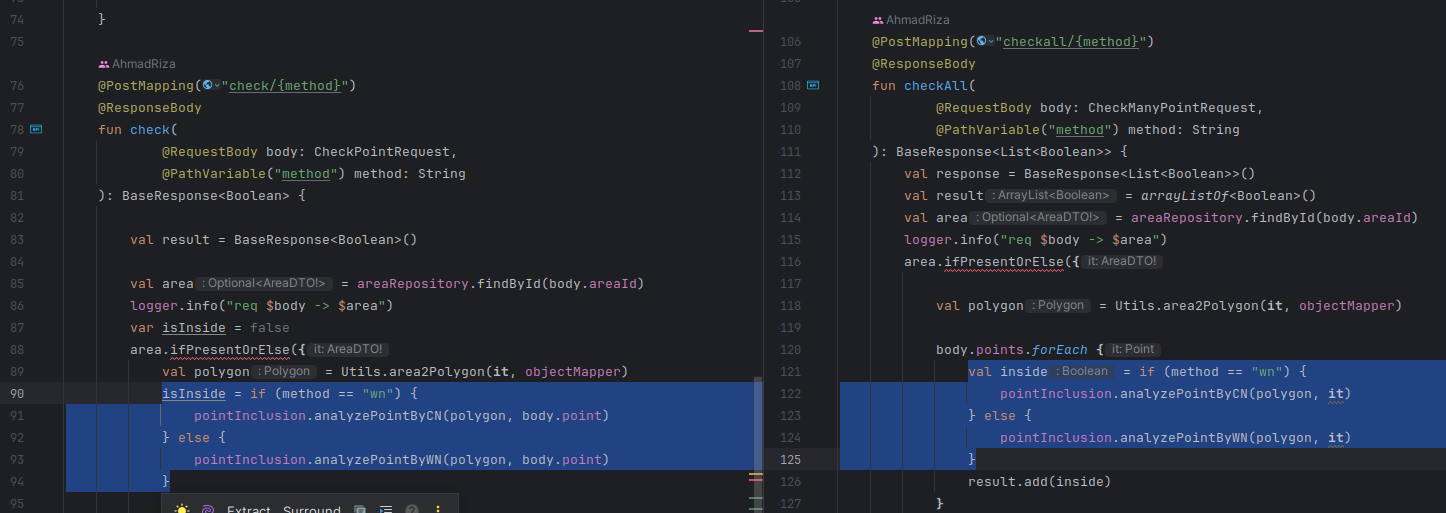 74 }
75
AhmadRiza
76 @PostMapping("check/{method}")
77 @ResponseBody
78 fun check(
79 @RequestBody body: CheckPointRequest,
80 @PathVariable("method") method: String
81 ): BaseResponse<Boolean> {
82
83 val result = BaseResponse<Boolean>()
84
85 val area : Optional<AreaDTO!> = areaRepository.findById(body.areaId)
86 logger.info("req $body -> $area")
87 var isInside = false
88 area.ifPresentOrElse({ it: AreaDTO!
89 val polygon : Polygon = Utils.area2Polygon(it, objectMapper)
90 isInside = if (method == "wn") {
91 pointInclusion.analyzePointByCN(polygon, body.point)
92 } else {
93 pointInclusion.analyzePointByWN(polygon, body.point)
94 }
95
Extract Surround
AhmadRiza
106 @PostMapping("checkall/{method}")
107 @ResponseBody
108 fun checkAll(
109 @RequestBody body: CheckManyPointRequest,
110 @PathVariable("method") method: String
111 ): BaseResponse<List<Boolean>> {
112 val response = BaseResponse<List<Boolean>>()
113 val result : ArrayList<Boolean> = arrayListOf<Boolean>()
114 val area : Optional<AreaDTO!> = areaRepository.findById(body.areaId)
115 logger.info("req $body -> $area")
116 area.ifPresentOrElse({ it: AreaDTO!
117
118 val polygon : Polygon = Utils.area2Polygon(it, objectMapper)
119
120 body.points.forEach { it: Point
121 val inside : Boolean = if (method == "wn") {
122 pointInclusion.analyzePointByCN(polygon, it)
123 } else {
124 pointInclusion.analyzePointByWN(polygon, it)
125 }
126 result.add(inside)
127 }